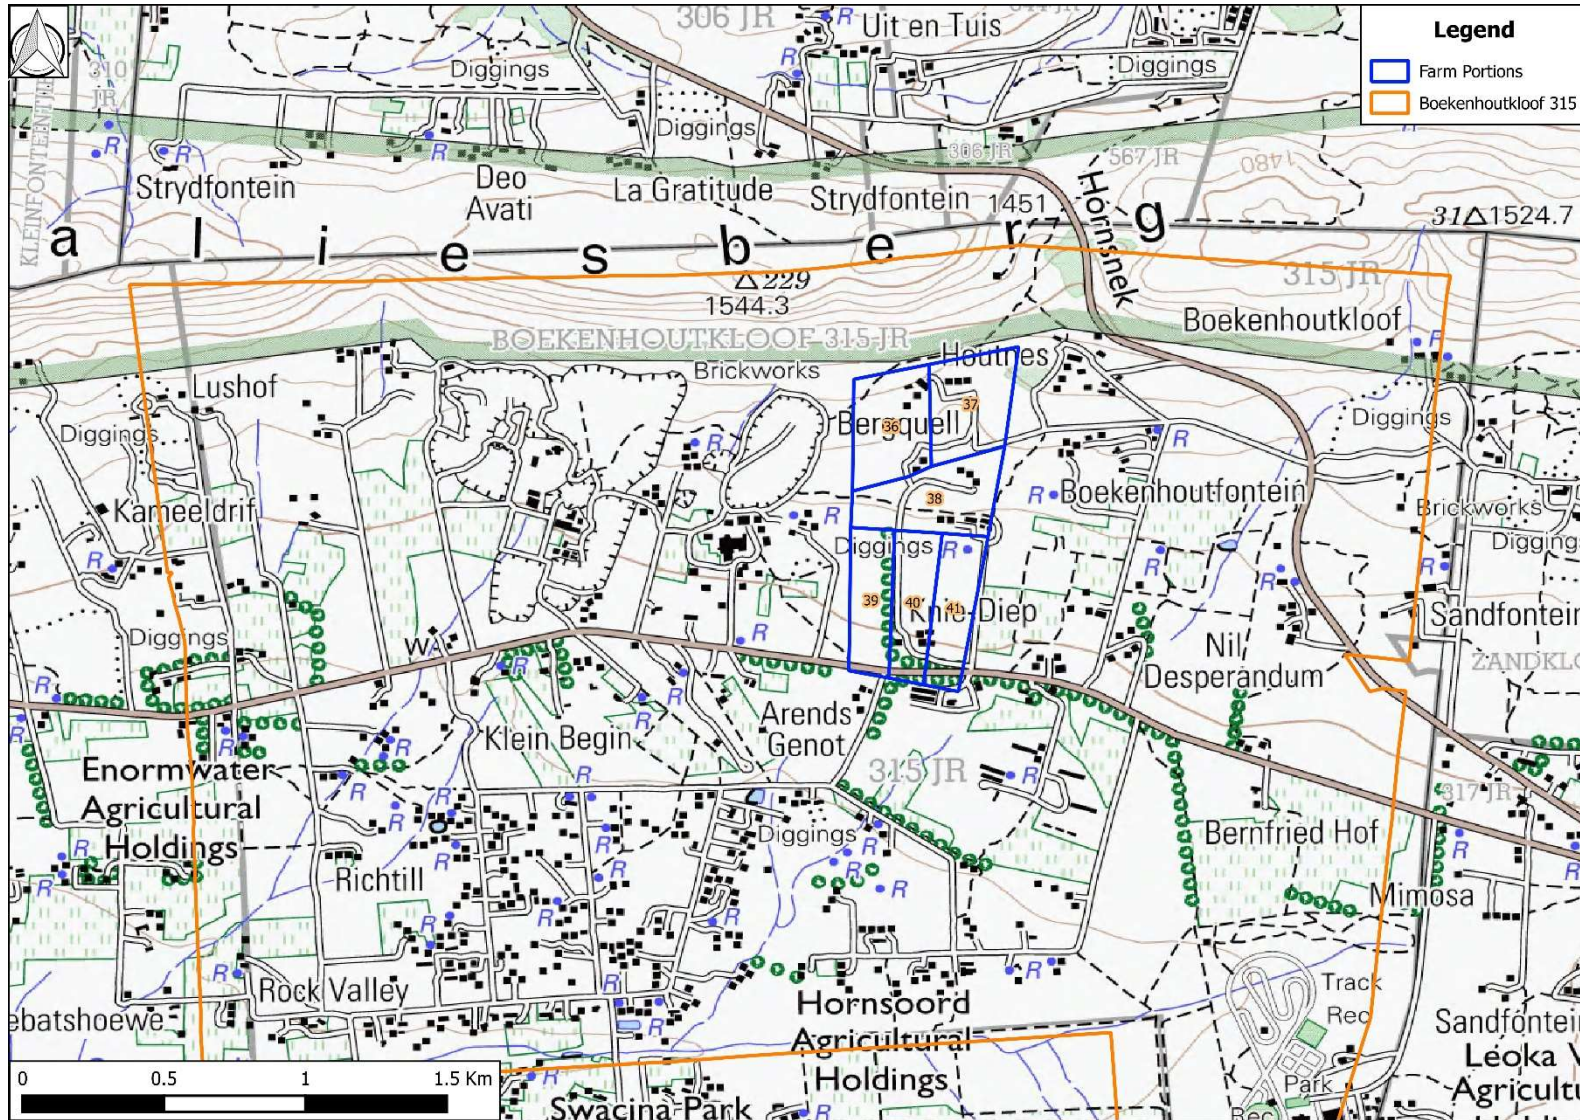 306 JR
Uit en Tuis
Legend
Farm Portions
Boekenhoutkloof 315
310
JR
Diggings
Diggings
Diggings
R
R
R
R
R
R
306 JR
567 JR
1480
KLEINFONTEIN
Strydfontein
Deo
Avati
La Gratitude
Strydfontein
1451
Hornsnek
31 1524.7
a l i e s b e r g
229
1544.3
315 JR
Boekenhoutkloof
BOEKENHOUTKLOOF 315 JR
Brickworks
Houtnes
R
Lushof
37
Bergquell
36
Diggings
Diggings
R
R
Kameeldrif
38
R
Boekenhoutfontein
Brickworks
R
R
Diggings
R
Diggings
R
R
R
39
40
41
Knie-Diep
Sandfontein
Diggings
R
W
Nil
Desperandum
R
R
R
R
R
Arends
Genot
R
R
Klein Begin
315 JR
Enormwater
Agricultural
Holdings
R
R
R
R
317 JR
Diggings
Bernfried Hof
R
R
R
R
R
R
R
Richtill
Mimosa
R
R
R
R
R
R
Rock Valley
Track
Rec
ebatshoewe
R
Hornsoord
Agricultural
Holdings
Sandfontein
Leoka V
Agricultu
0 0.5 1 1.5 Km
R
Swacina Park
R
Park
Rec